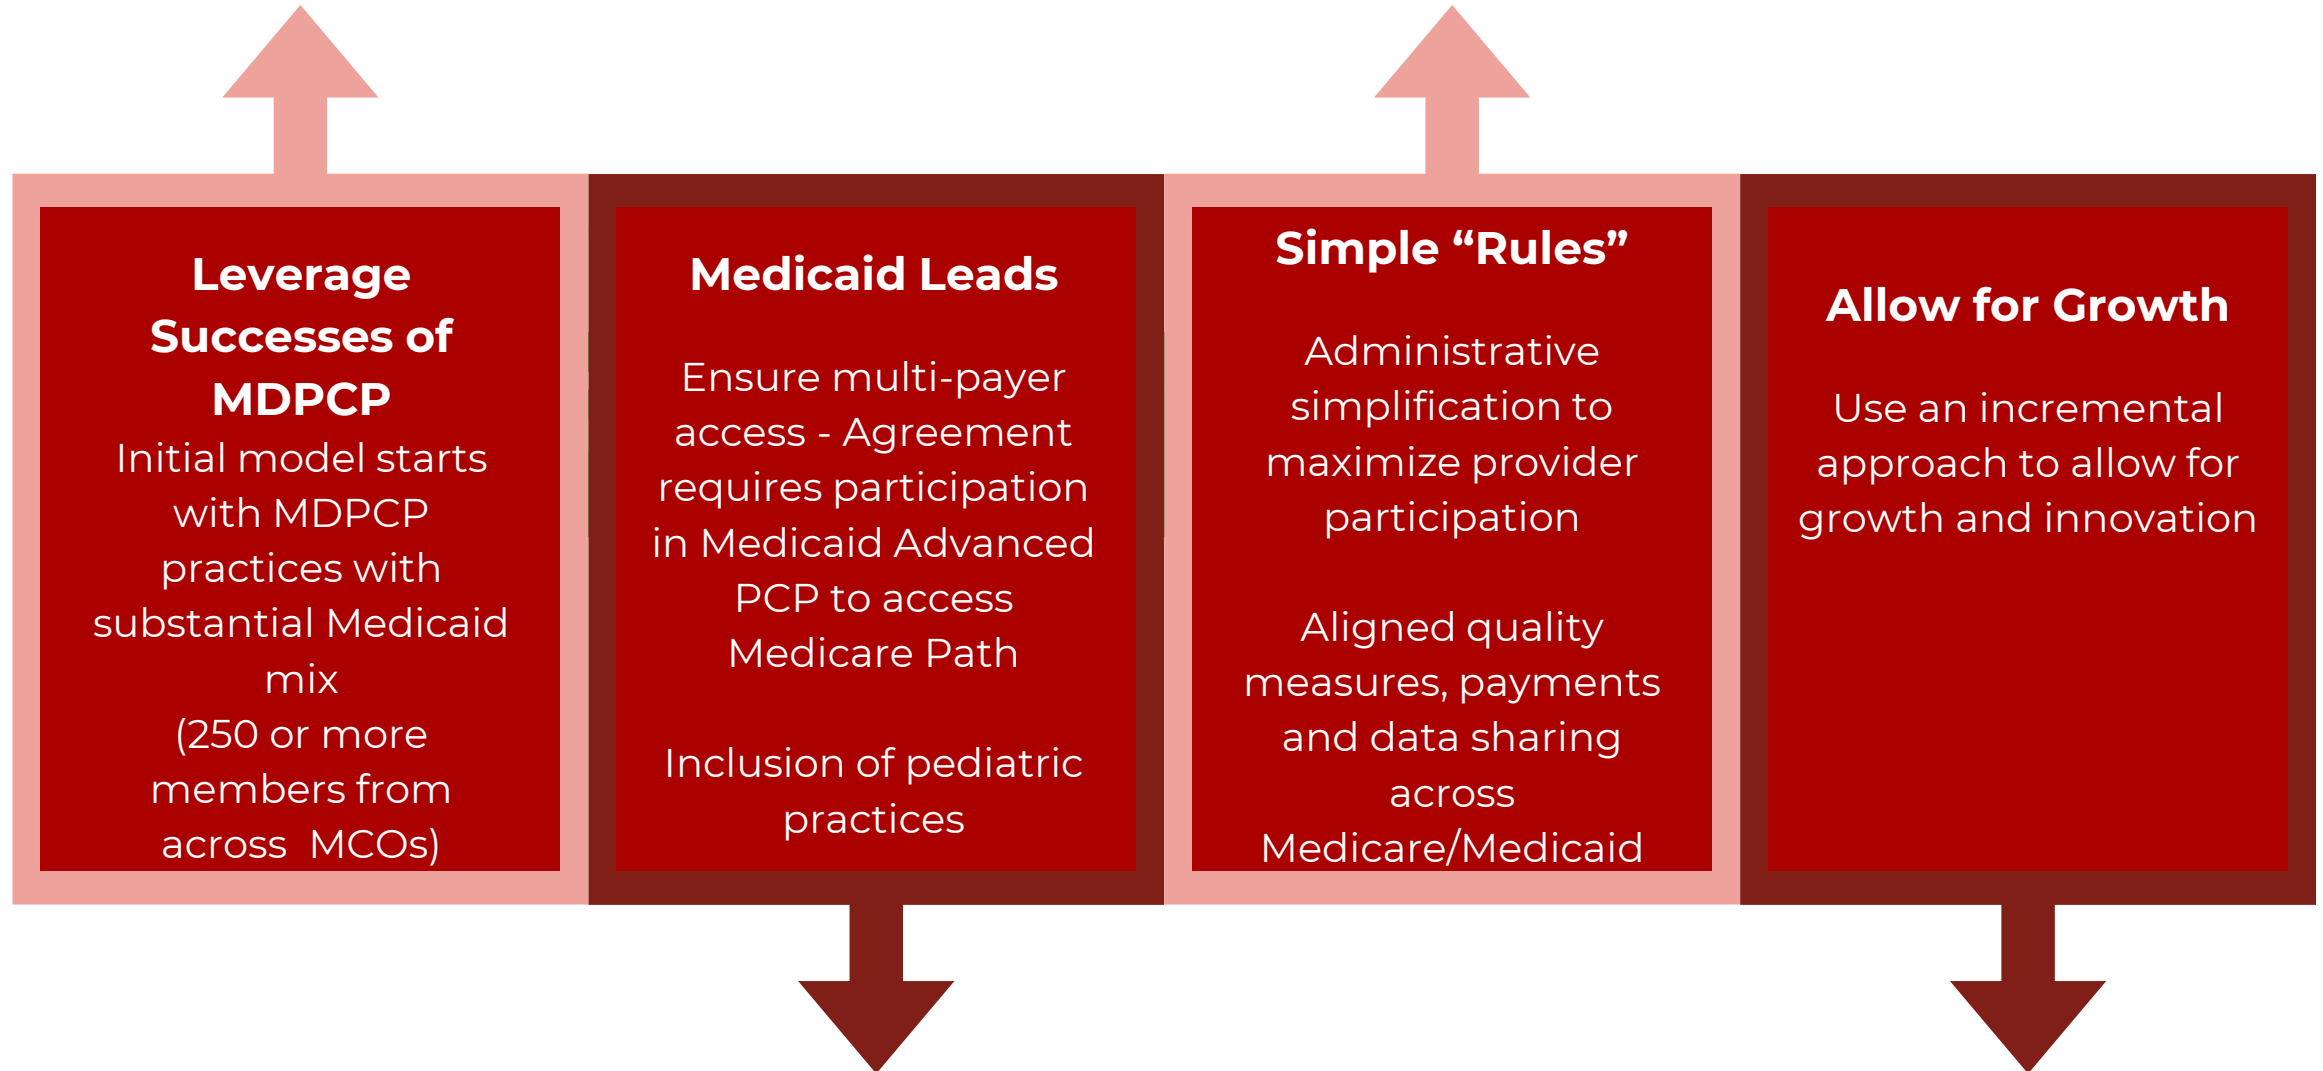 Leverage
Successes of
MDPCP
Initial model starts
with MDPCP
practices with
substantial Medicaid
mix
(250 or more
members from
across  MCOs)
Medicaid Leads
Ensure multi-payer
access - Agreement
requires participation
in Medicaid Advanced
PCP to access
Medicare Path
Inclusion of pediatric
practices
Simple “Rules”
Administrative
simplification to
maximize provider
participation
Aligned quality
measures, payments
and data sharing
across
Medicare/Medicaid
Allow for Growth
Use an incremental
approach to allow for
growth and innovation